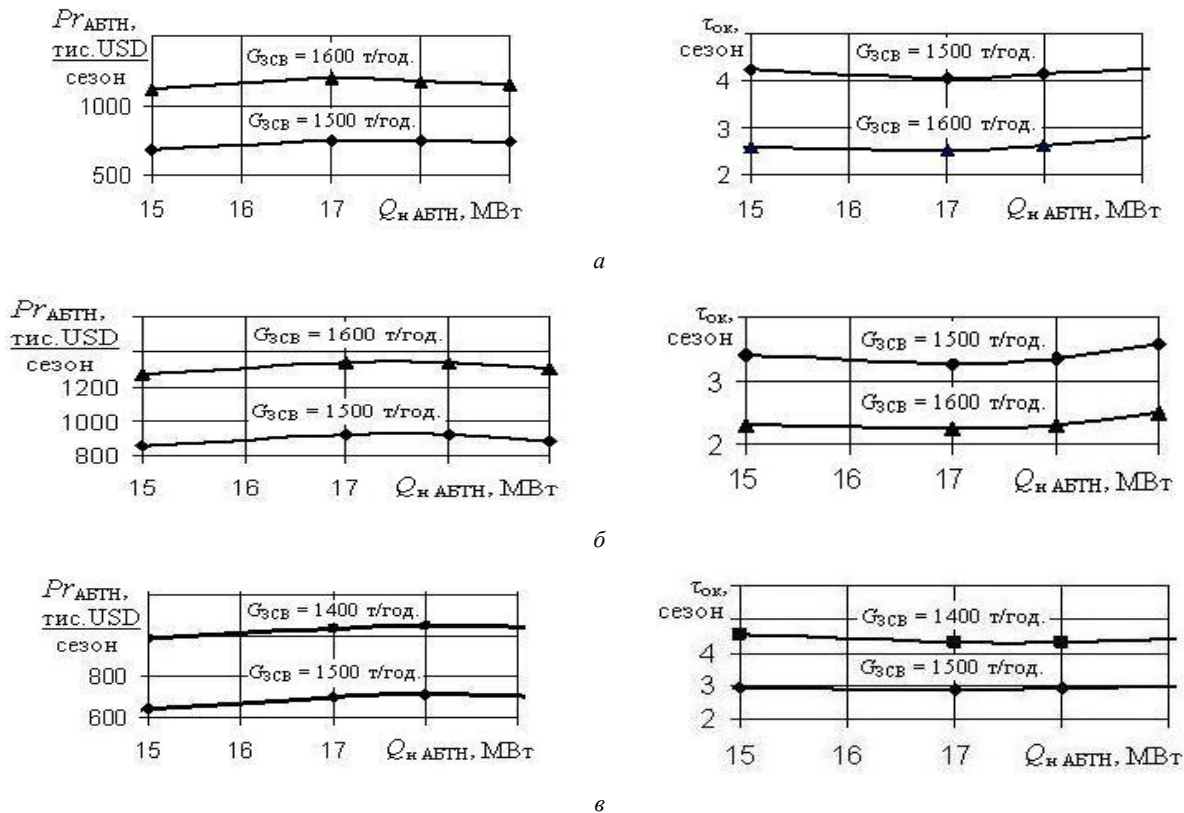 Pr АБТН,
тис.USD
сезон
G ЗСВ = 1600 т/год.
1000
G ЗСВ = 1500 т/год.
500
15 16 17 Q н АБТН, МВт
τ ок,
сезон
G ЗСВ = 1500 т/год.
4
3
G ЗСВ = 1600 т/год.
2
15 16 17 Q н АБТН, МВт
а
Pr АБТН,
тис.USD
сезон
G ЗСВ = 1600 т/год.
1200
1000
G ЗСВ = 1500 т/год.
800
15 16 17 Q н АБТН, МВт
τ ок,
сезон
G ЗСВ = 1500 т/год.
3
G ЗСВ = 1600 т/год.
2
15 16 17 Q н АБТН, МВт
б
Pr АБТН,
тис.USD
сезон
G ЗСВ = 1400 т/год.
800
G ЗСВ = 1500 т/год.
600
15 16 17 Q н АБТН, МВт
τ ок,
сезон
G ЗСВ = 1400 т/год.
4
G ЗСВ = 1500 т/год.
3
2
15 16 17 Q н АБТН, МВт
в